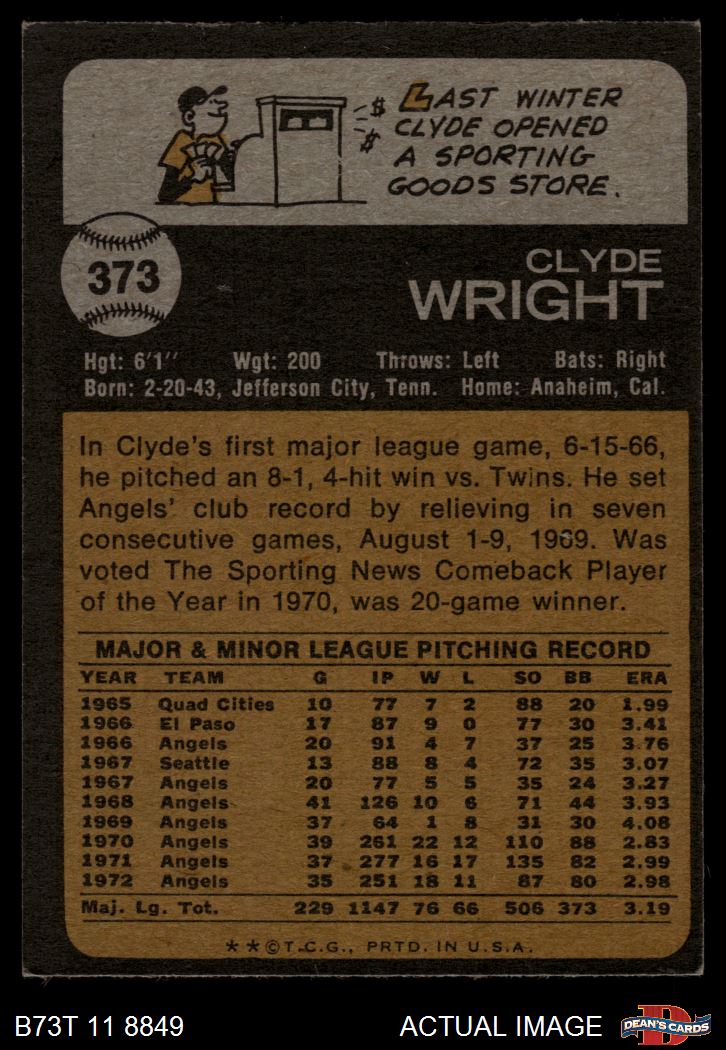 $ LAST WINTER
$ CLYDE OPENED
A SPORTING
GOODS STORE.
373
CLYDE
WRIGHT
Hgt: 6'1" Wgt: 200 Throws: Left Bats: Right
Born: 2-20-43, Jefferson City, Tenn. Home: Anaheim, Cal.
In Clyde's first major league game, 6-15-66,
he pitched an 8-1, 4-hit win vs. Twins. He set
Angels' club record by relieving in seven
consecutive games, August 1-9, 1969. Was
voted The Sporting News Comeback Player
of the Year in 1970, was 20-game winner.
MAJOR & MINOR LEAGUE PITCHING RECORD
YEAR TEAM G IP W L SO BB ERA
1965 Quad Cities 10 77 7 2 88 20 1.99
1966 El Paso 17 87 9 0 77 30 3.41
1966 Angels 20 91 4 7 37 25 3.76
1967 Seattle 13 88 8 4 72 35 3.07
1967 Angels 20 77 5 5 35 24 3.27
1968 Angels 41 126 10 6 71 44 3.93
1969 Angels 37 64 1 8 31 30 4.08
1970 Angels 39 261 22 12 110 88 2.83
1971 Angels 37 277 16 17 135 82 2.99
1972 Angels 35 251 18 11 87 80 2.98
Maj. Lg. Tot. 229 1147 76 66 506 373 3.19
**©T.C.G., PRTD. IN U.S.A.
B73T 11 8849 ACTUAL IMAGE DEAN'S CARDS